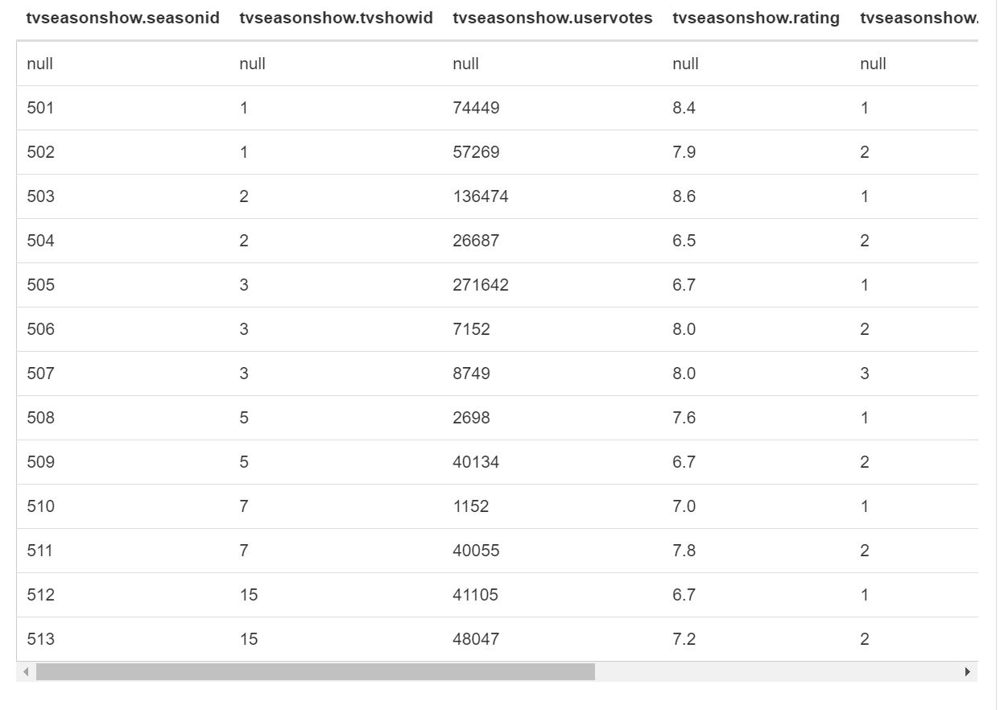 tvseasonshow.seasonid tvseasonshow.tvshowid tvseasonshow.uservotes tvseasonshow.rating tvseasonshow.
null null null null null
501 1 74449 8.4 1
502 1 57269 7.9 2
503 2 136474 8.6 1
504 2 26687 6.5 2
505 3 271642 6.7 1
506 3 7152 8.0 2
507 3 8749 8.0 3
508 5 2698 7.6 1
509 5 40134 6.7 2
510 7 1152 7.0 1
511 7 40055 7.8 2
512 15 41105 6.7 1
513 15 48047 7.2 2